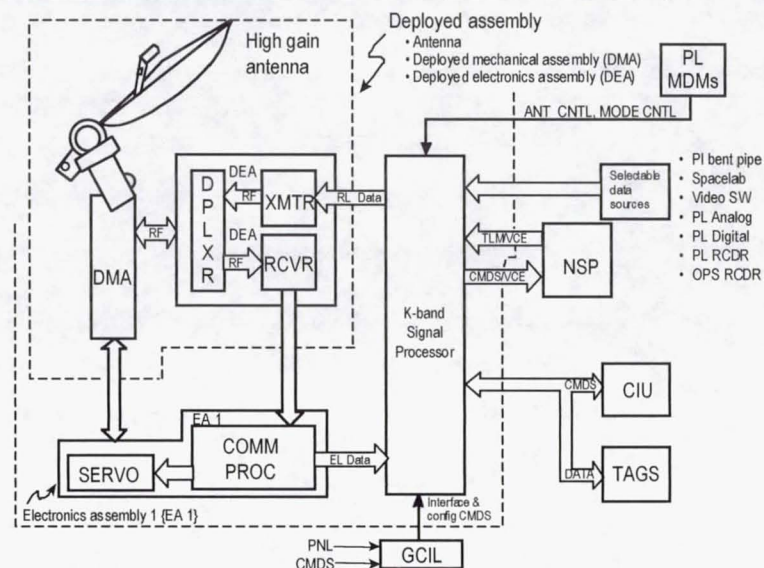 High gain
antenna
Deployed assembly
• Antenna
• Deployed mechanical assembly (DMA)
• Deployed electronics assembly (DEA)
PL
MDMs
ANT CNTL, MODE CNTL
DPLXR
DEA
RF
XMTR
RL Data
DEA
RF
RCVR
RF
DMA
K-band
Signal
Processor
Selectable
data
sources
• PI bent pipe
• Spacelab
• Video SW
• PL Analog
• PL Digital
• PL RCDR
• OPS RCDR
TLM/VCE
CMDS/VCE
NSP
CMDS
CIU
DATA
TAGS
EA 1
COMM
PROC
SERVO
EL Data
Electronics assembly 1 {EA 1}
Interface &
config CMDS
PNL
CMDS
GCIL